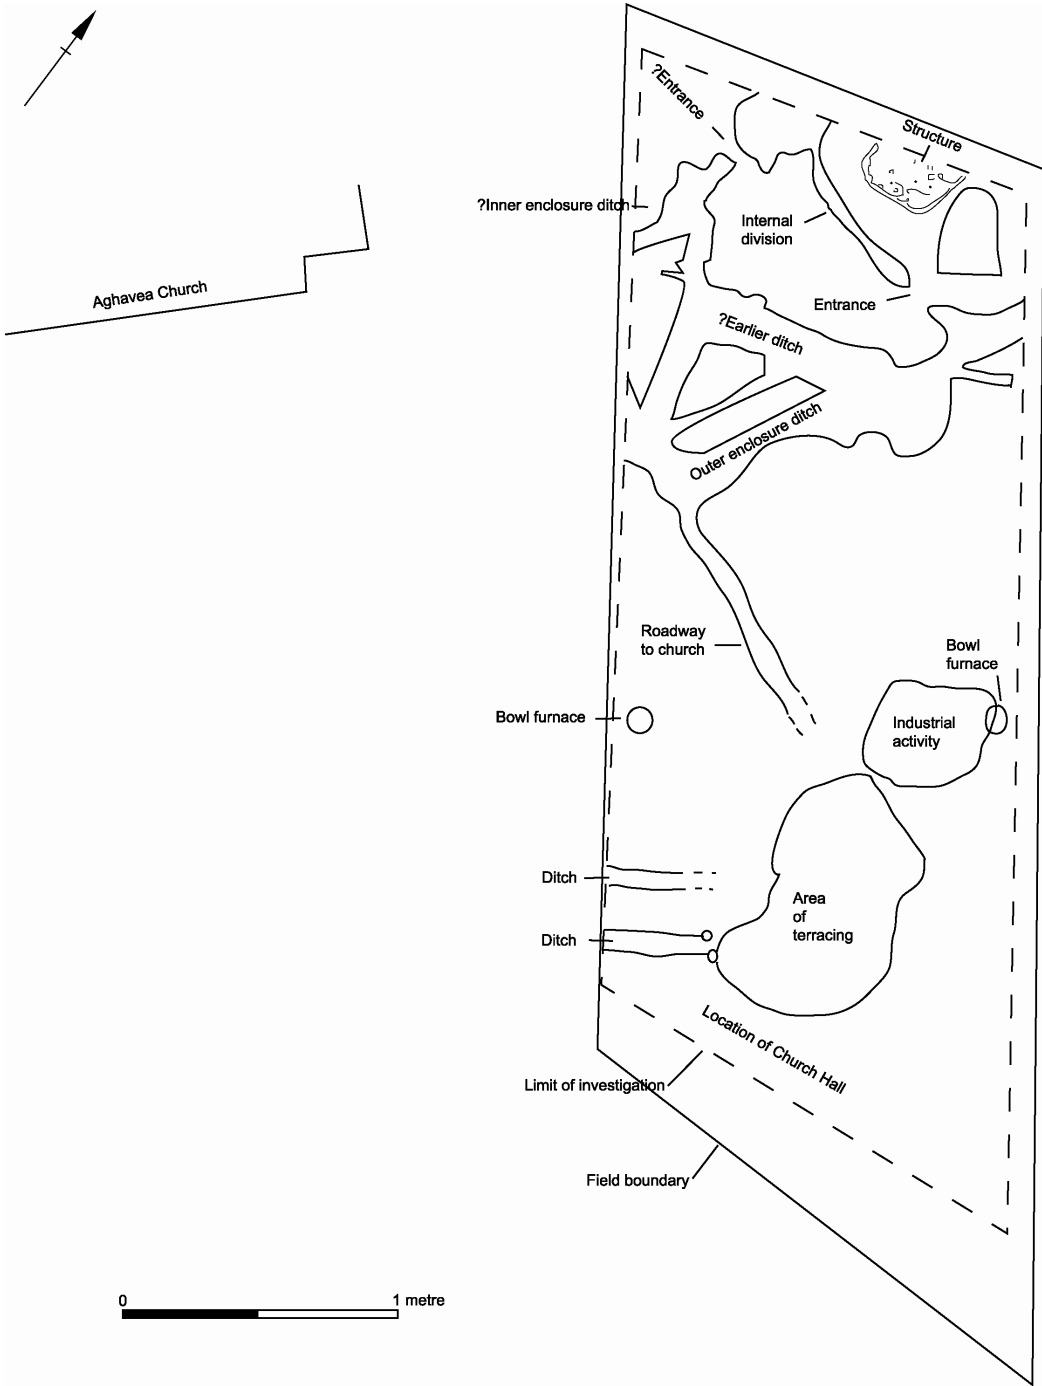 ?Entrance
Structure
?Inner enclosure ditch
Internal
division
Aghavea Church
Entrance
?Earlier ditch
Outer enclosure ditch
Roadway
to church
Bowl
furnace
Bowl furnace
Industrial
activity
Ditch
Area
of
terracing
Ditch
Location of Church Hall
Limit of investigation
Field boundary
0 1 metre